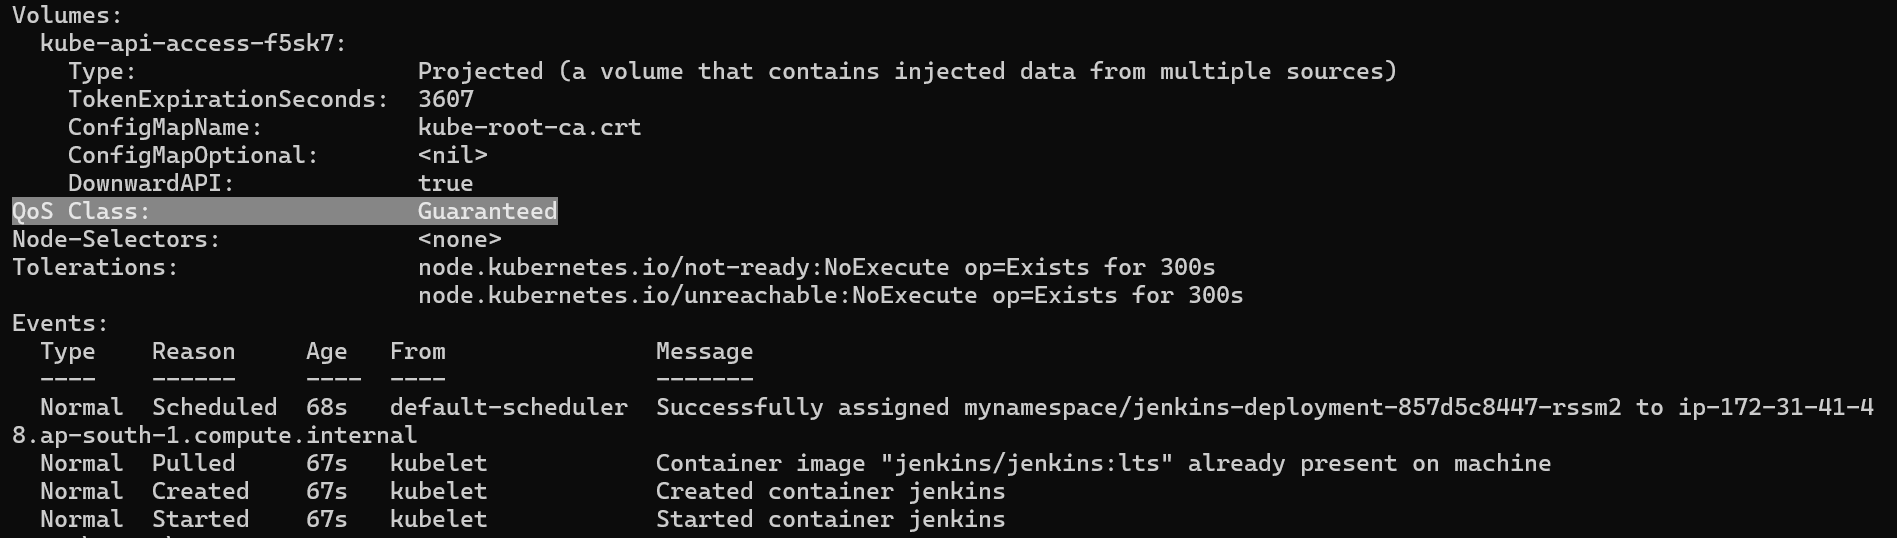 Volumes:
  kube-api-access-f5sk7:
    Type:                    Projected (a volume that contains injected data from multiple sources)
    TokenExpirationSeconds:  3607
    ConfigMapName:           kube-root-ca.crt
    ConfigMapOptional:       <nil>
    DownwardAPI:             true
QoS Class:                   Guaranteed
Node-Selectors:              <none>
Tolerations:                 node.kubernetes.io/not-ready:NoExecute op=Exists for 300s
                             node.kubernetes.io/unreachable:NoExecute op=Exists for 300s
Events:
  Type    Reason     Age   From               Message
  ----    ------     ----  ----               -------
  Normal  Scheduled  68s   default-scheduler  Successfully assigned mynamespace/jenkins-deployment-857d5c8447-rssm2 to ip-172-31-41-4
8.ap-south-1.compute.internal
  Normal  Pulled     67s   kubelet            Container image "jenkins/jenkins:lts" already present on machine
  Normal  Created    67s   kubelet            Created container jenkins
  Normal  Started    67s   kubelet            Started container jenkins